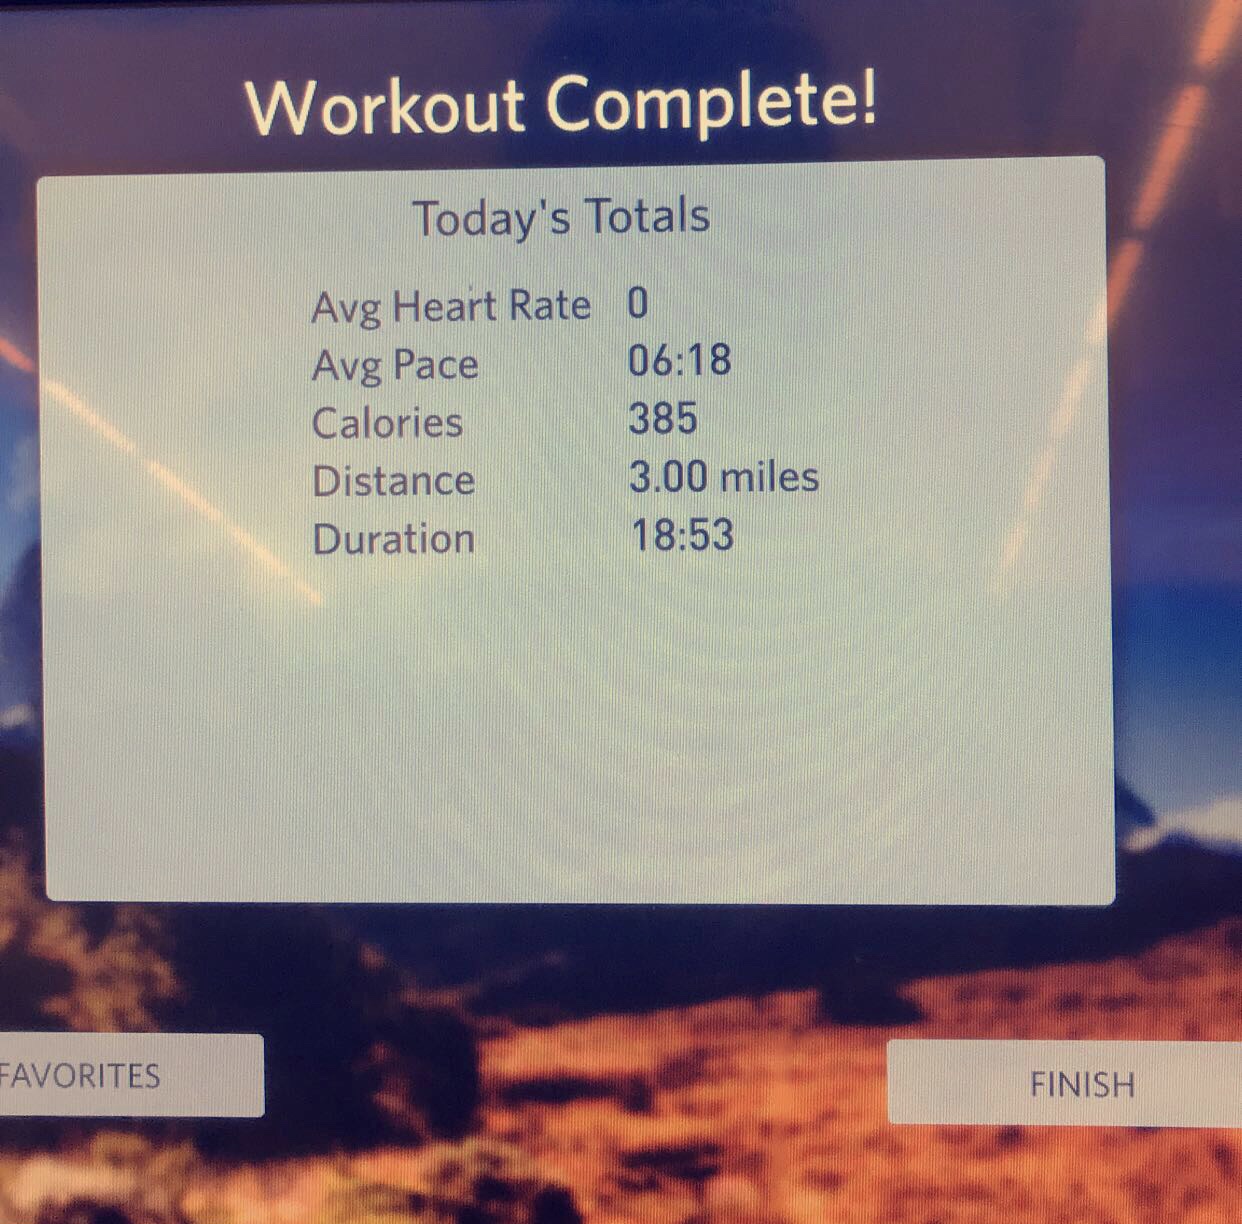 Workout Complete!
Today's Totals
Avg Heart Rate 0
Avg Pace 06:18
Calories 385
Distance 3.00 miles
Duration 18:53
FAVORITES
FINISH